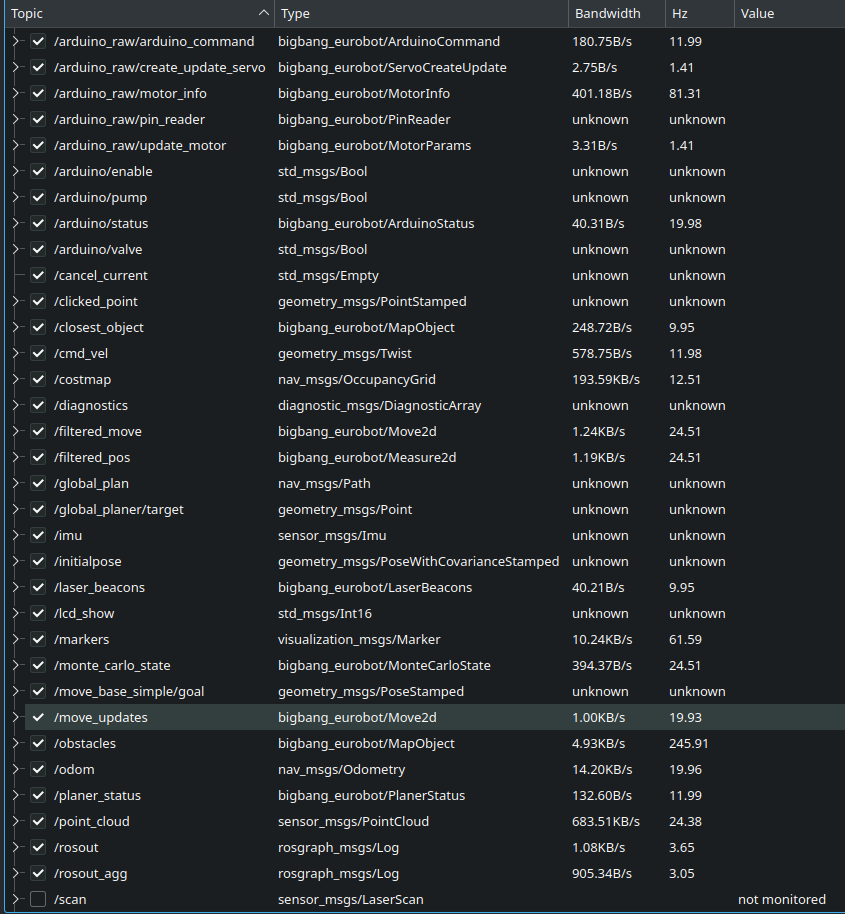 Topic Type Bandwidth Hz Value
/arduino_raw/arduino_command bigbang_eurobot/ArduinoCommand 180.75B/s 11.99
/arduino_raw/create_update_servo bigbang_eurobot/ServoCreateUpdate 2.75B/s 1.41
/arduino_raw/motor_info bigbang_eurobot/MotorInfo 401.18B/s 81.31
/arduino_raw/pin_reader bigbang_eurobot/PinReader unknown unknown
/arduino_raw/update_motor bigbang_eurobot/MotorParams 3.31B/s 1.41
/arduino/enable std_msgs/Bool unknown unknown
/arduino/pump std_msgs/Bool unknown unknown
/arduino/status bigbang_eurobot/ArduinoStatus 40.31B/s 19.98
/arduino/valve std_msgs/Bool unknown unknown
/cancel_current std_msgs/Empty unknown unknown
/clicked_point geometry_msgs/PointStamped unknown unknown
/closest_object bigbang_eurobot/MapObject 248.72B/s 9.95
/cmd_vel geometry_msgs/Twist 578.75B/s 11.98
/costmap nav_msgs/OccupancyGrid 193.59KB/s 12.51
/diagnostics diagnostic_msgs/DiagnosticArray unknown unknown
/filtered_move bigbang_eurobot/Move2d 1.24KB/s 24.51
/filtered_pos bigbang_eurobot/Measure2d 1.19KB/s 24.51
/global_plan nav_msgs/Path unknown unknown
/global_planer/target geometry_msgs/Point unknown unknown
/imu sensor_msgs/Imu unknown unknown
/initialpose geometry_msgs/PoseWithCovarianceStamped unknown unknown
/laser_beacons bigbang_eurobot/LaserBeacons 40.21B/s 9.95
/lcd_show std_msgs/Int16 unknown unknown
/markers visualization_msgs/Marker 10.24KB/s 61.59
/monte_carlo_state bigbang_eurobot/MonteCarloState 394.37B/s 24.51
/move_base_simple/goal geometry_msgs/PoseStamped unknown unknown
/move_updates bigbang_eurobot/Move2d 1.00KB/s 19.93
/obstacles bigbang_eurobot/MapObject 4.93KB/s 245.91
/odom nav_msgs/Odometry 14.20KB/s 19.96
/planer_status bigbang_eurobot/PlanerStatus 132.60B/s 11.99
/point_cloud sensor_msgs/PointCloud 683.51KB/s 24.38
/rosout rosgraph_msgs/Log 1.08KB/s 3.65
/rosout_agg rosgraph_msgs/Log 905.34B/s 3.05
/scan sensor_msgs/LaserScan not monitored